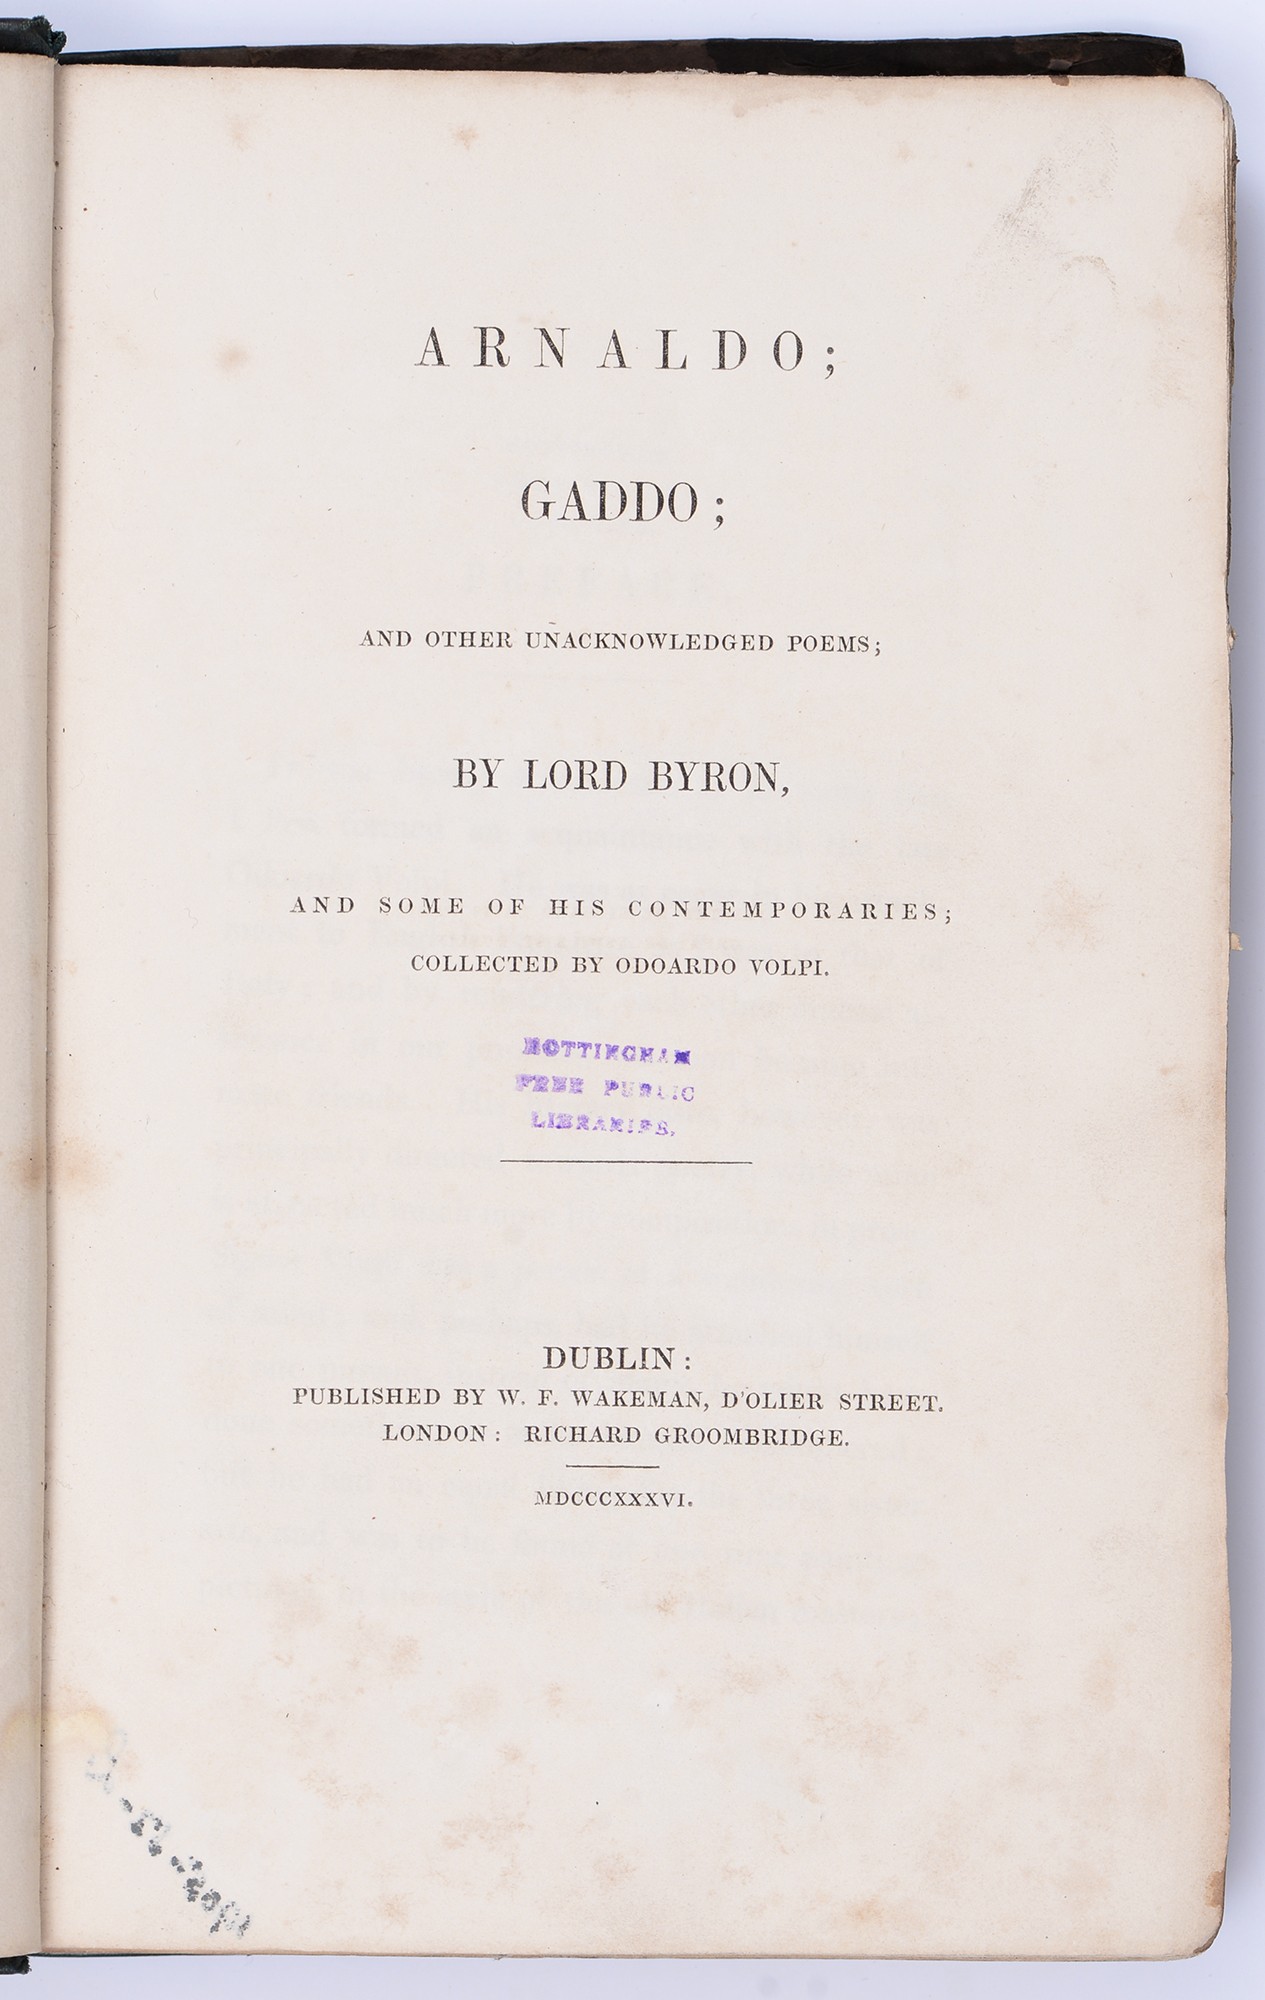 ARNALDO;
GADDO;
AND OTHER UNACKNOWLEDGED POEMS;
BY LORD BYRON,
AND SOME OF HIS CONTEMPORARIES;
COLLECTED BY ODOARDO VOLPI.
NOTTINGHAM
FREE PUBLIC
LIBRARIES.
DUBLIN:
PUBLISHED BY W. F. WAKEMAN, D'OLIER STREET.
LONDON: RICHARD GROOMBRIDGE.
MDCCCXXXVI.